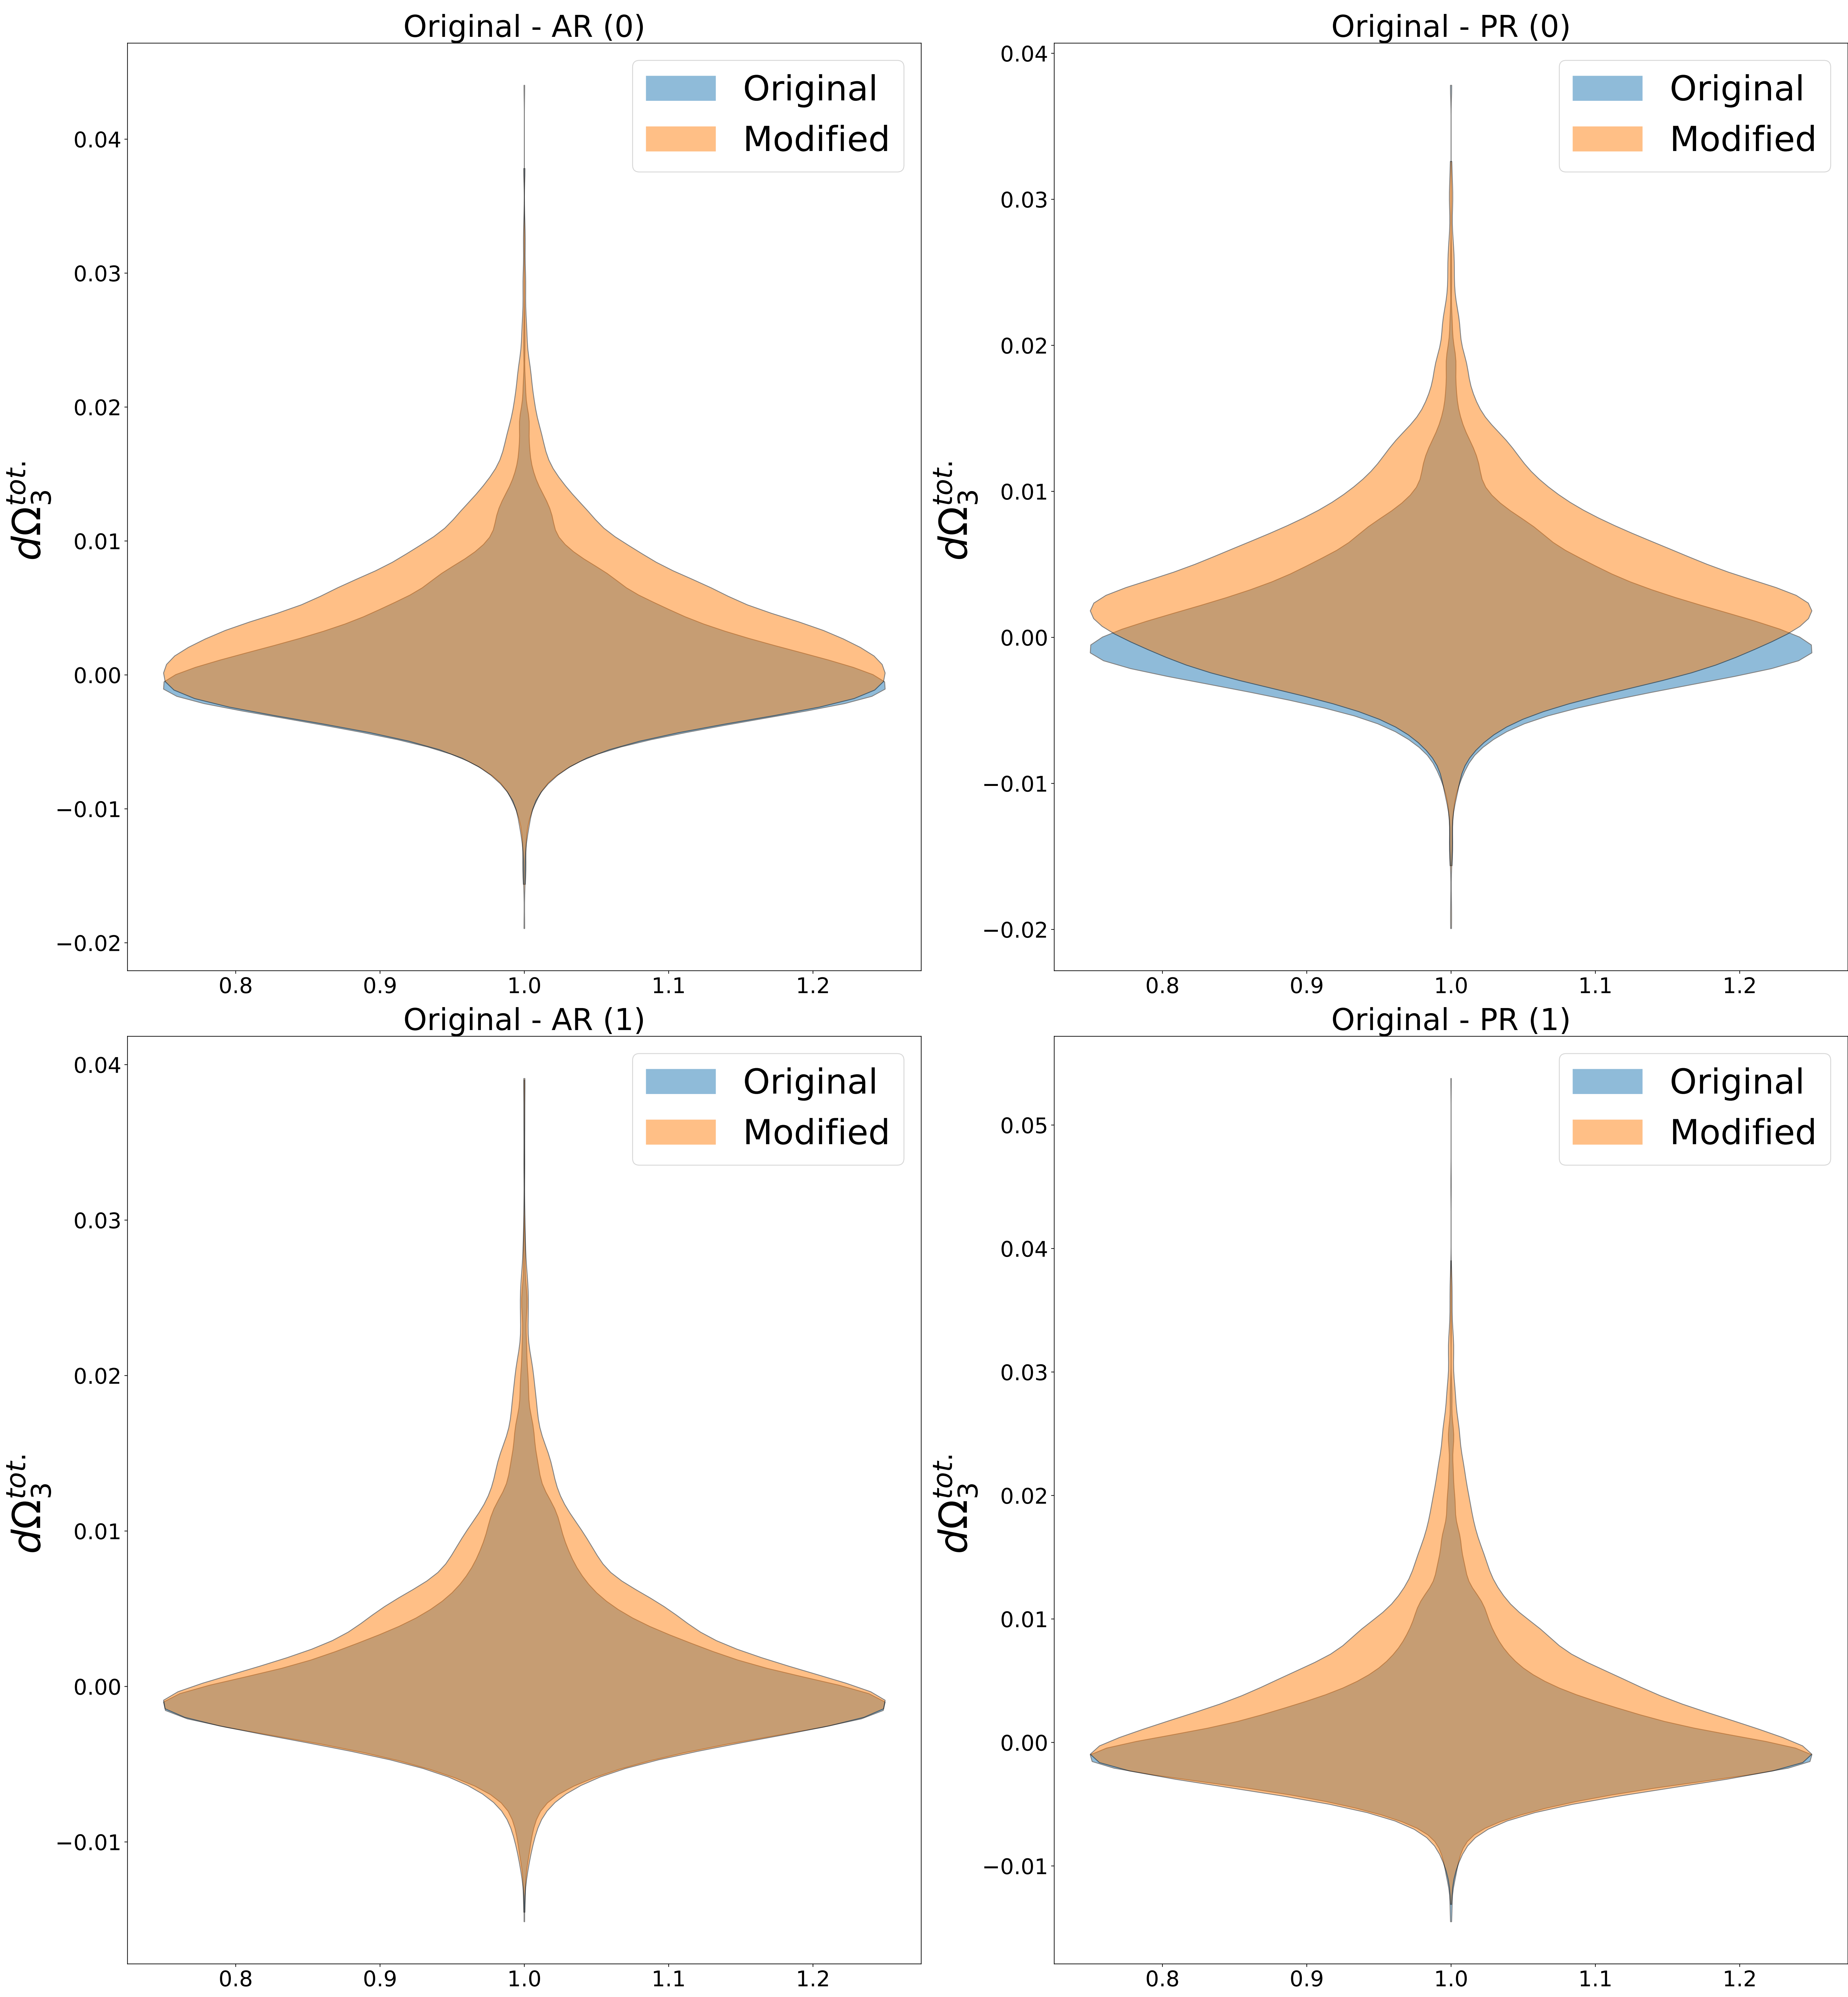 Original - AR (0)
Original
Modified
0.04
0.03
0.02
0.01
0.00
−0.01
−0.02
dΩ₃ᵗᵒᵗ·
0.8 0.9 1.0 1.1 1.2
Original - PR (0)
Original
Modified
0.04
0.03
0.02
0.01
0.00
−0.01
−0.02
dΩ₃ᵗᵒᵗ·
0.8 0.9 1.0 1.1 1.2
Original - AR (1)
Original
Modified
0.04
0.03
0.02
0.01
0.00
−0.01
dΩ₃ᵗᵒᵗ·
0.8 0.9 1.0 1.1 1.2
Original - PR (1)
Original
Modified
0.05
0.04
0.03
0.02
0.01
0.00
−0.01
dΩ₃ᵗᵒᵗ·
0.8 0.9 1.0 1.1 1.2